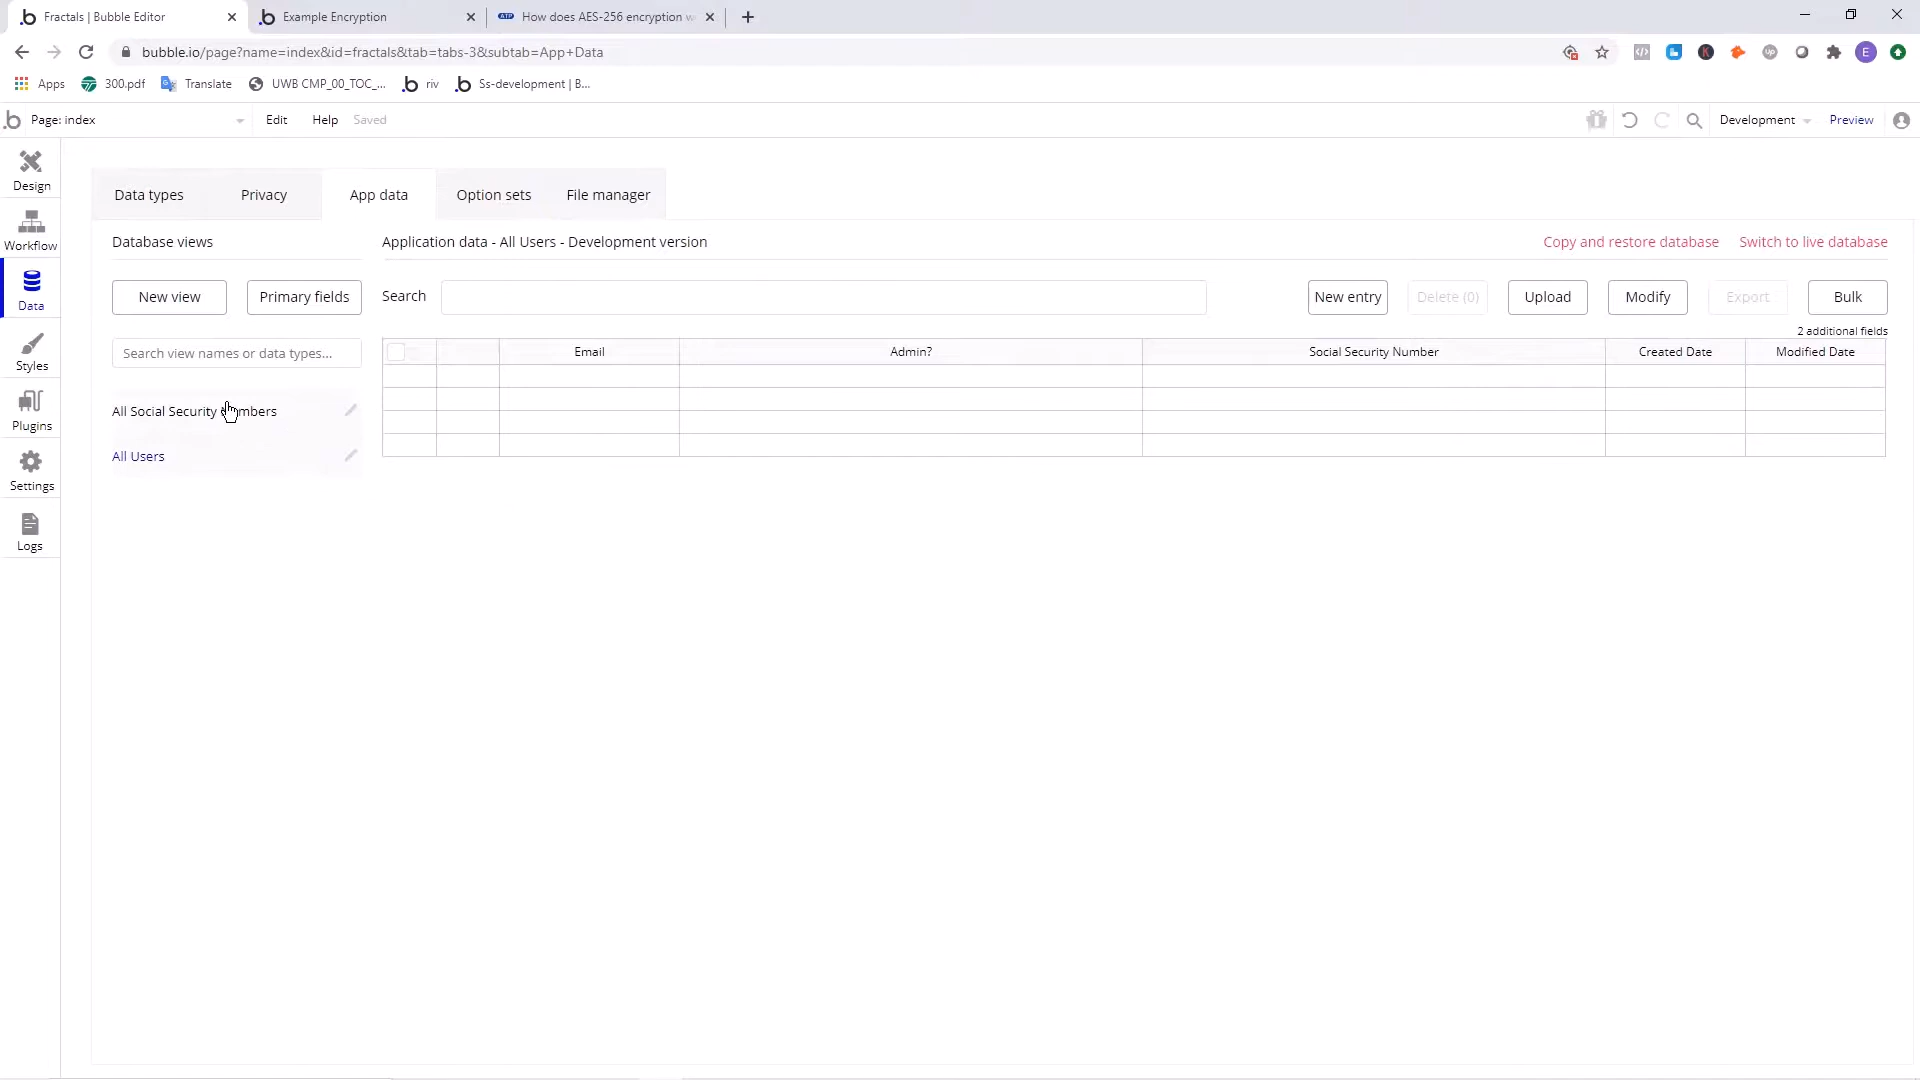 Fractals | Bubble Editor
Example Encryption
ATP How does AES-256 encryption w
bubble.io/page?name=index&id=fractals&tab=tabs-3&subtab=App+Data
Apps 300.pdf Translate UWB CMP_00_TOC_... riv Ss-development | B...
Page: index Edit Help Saved Development Preview
Design
Workflow
Data
Styles
Plugins
Settings
Logs
Data types Privacy App data Option sets File manager
Database views
Application data - All Users - Development version
Copy and restore database Switch to live database
New view Primary fields Search New entry Delete (0) Upload Modify Export Bulk
2 additional fields
Search view names or data types...
Email Admin? Social Security Number Created Date Modified Date
All Social Security mbers
All Users